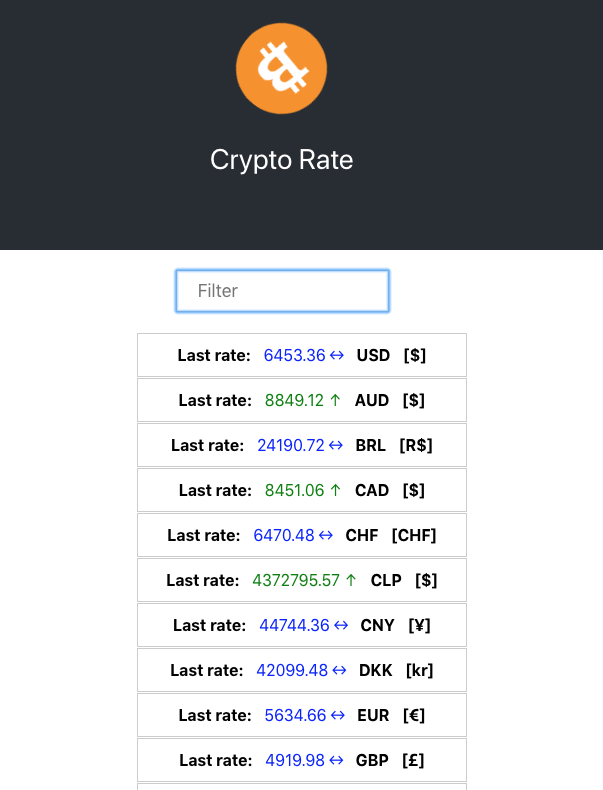 Crypto Rate
Filter
Last rate: 6453.36 ↔ USD [$]
Last rate: 8849.12 ↑ AUD [$]
Last rate: 24190.72 ↔ BRL [R$]
Last rate: 8451.06 ↑ CAD [$]
Last rate: 6470.48 ↔ CHF [CHF]
Last rate: 4372795.57 ↑ CLP [$]
Last rate: 44744.36 ↔ CNY [¥]
Last rate: 42099.48 ↔ DKK [kr]
Last rate: 5634.66 ↔ EUR [€]
Last rate: 4919.98 ↔ GBP [£]